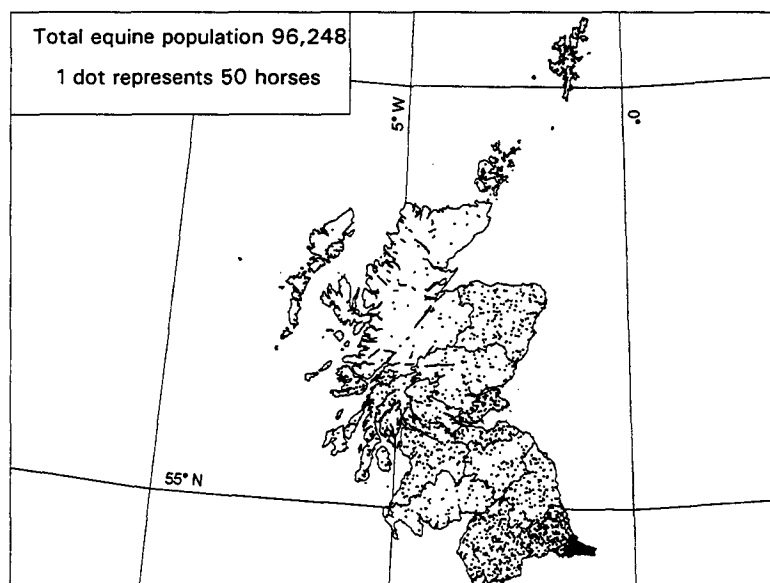 Total equine population 96,248
1 dot represents 50 horses
5° W
0°
55° N